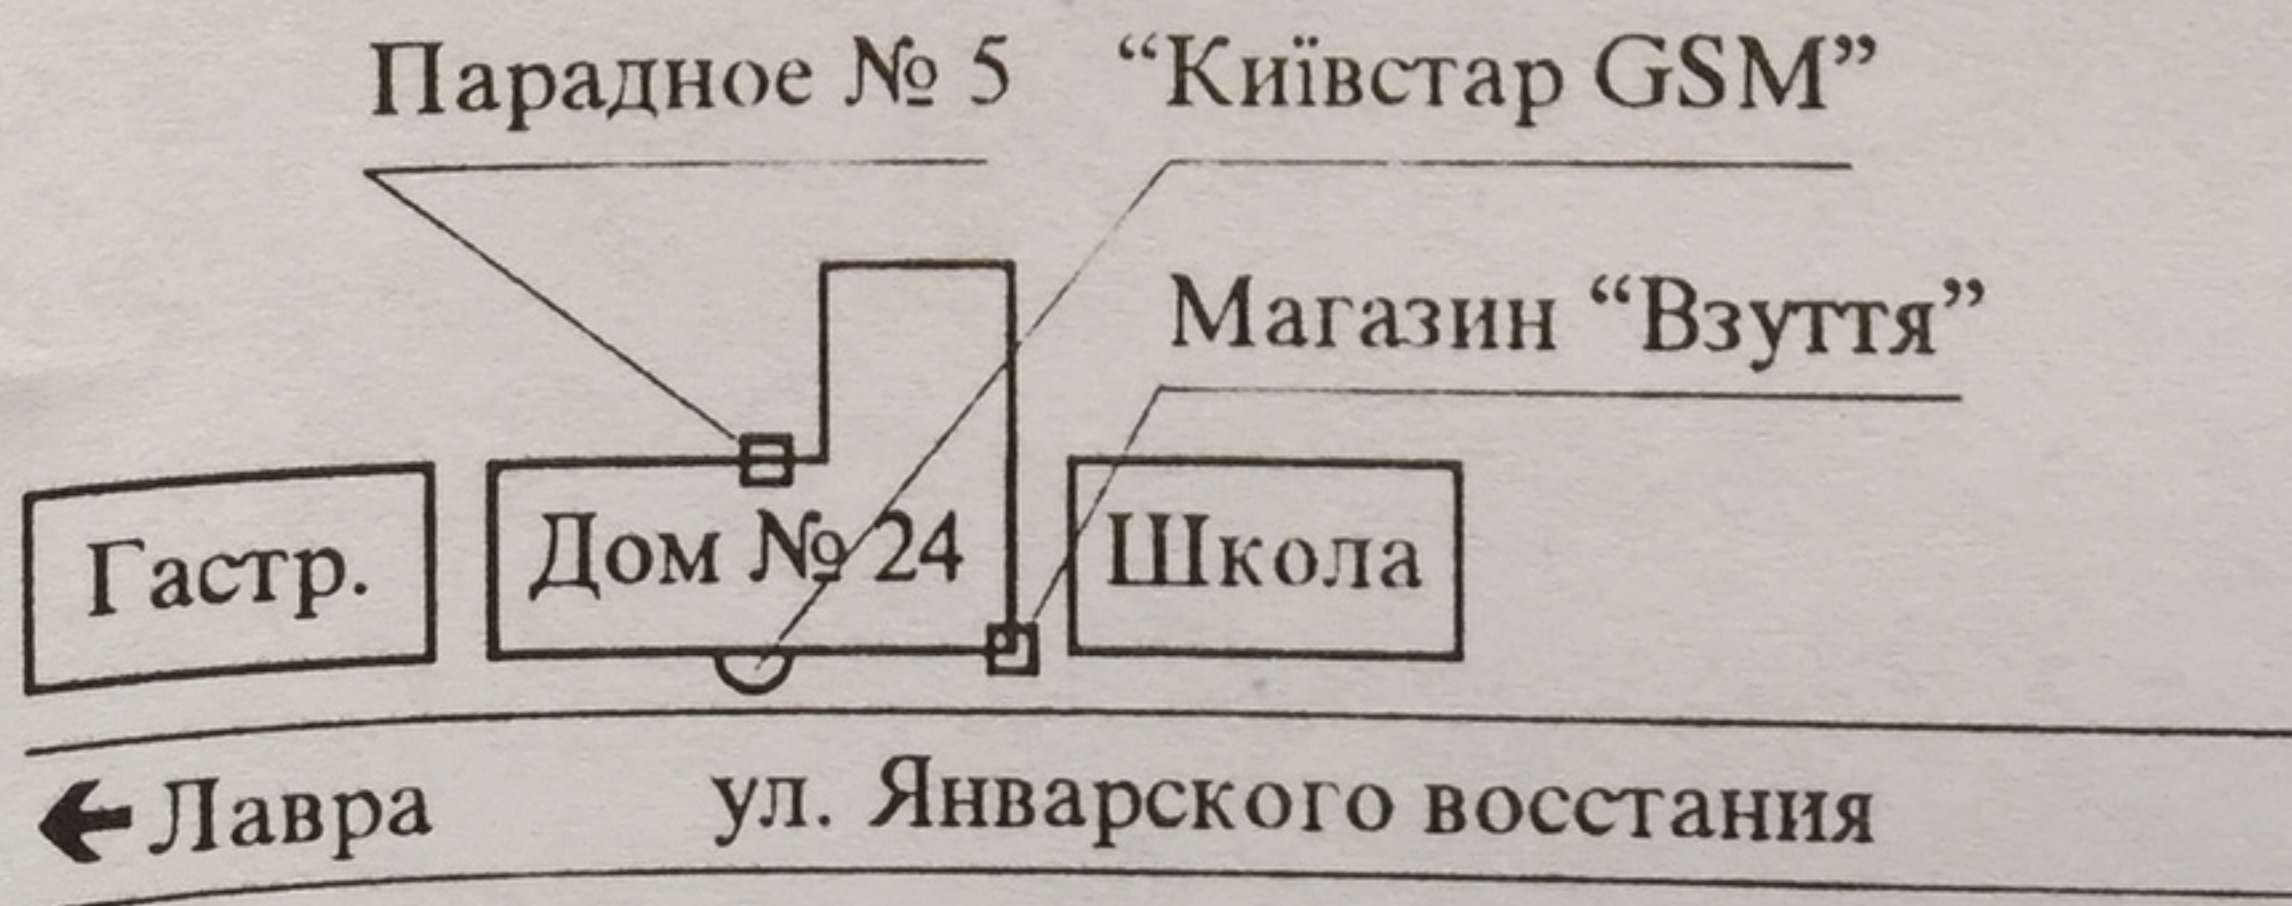 Парадное № 5 “Київстар GSM”
Магазин “Взуття”
Гастр. Дом № 24 Школа
← Лавра ул. Январского восстания